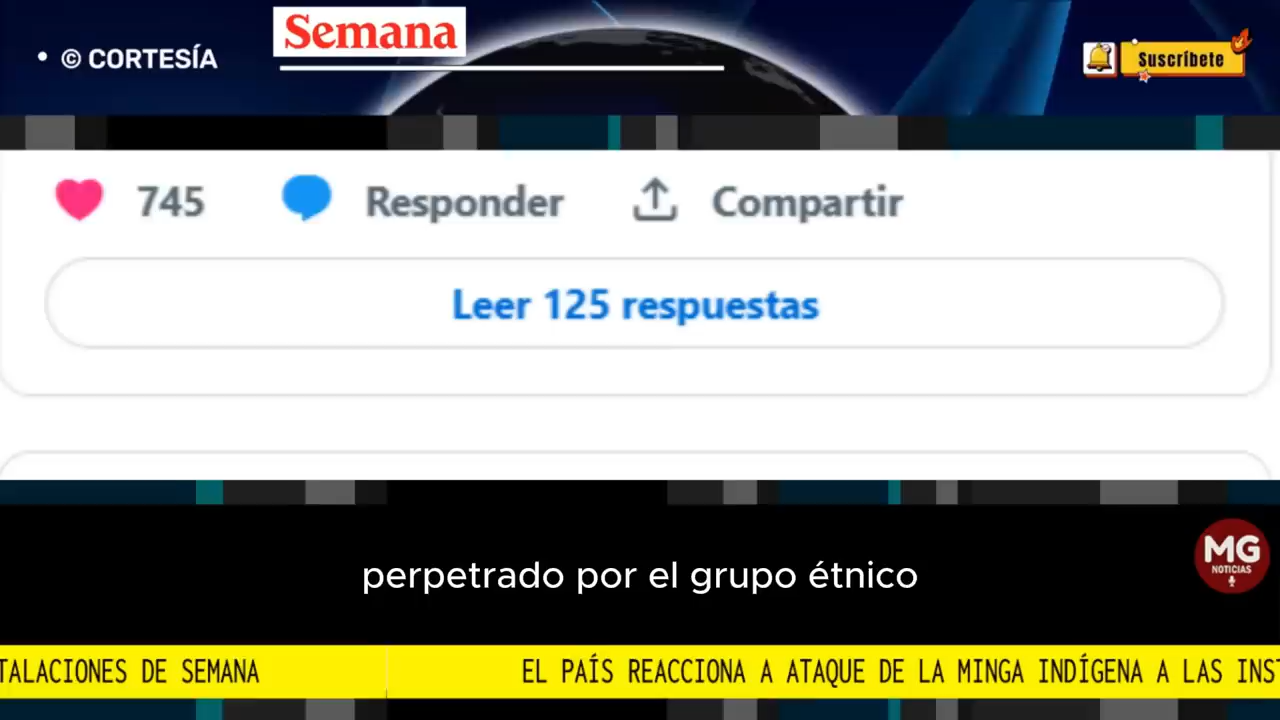 • © CORTESÍA
Semana
Suscríbete
745 Responder Compartir
Leer 125 respuestas
perpetrado por el grupo étnico
MG
NOTICIAS
TALACIONES DE SEMANA EL PAÍS REACCIONA A ATAQUE DE LA MINGA INDÍGENA A LAS INS